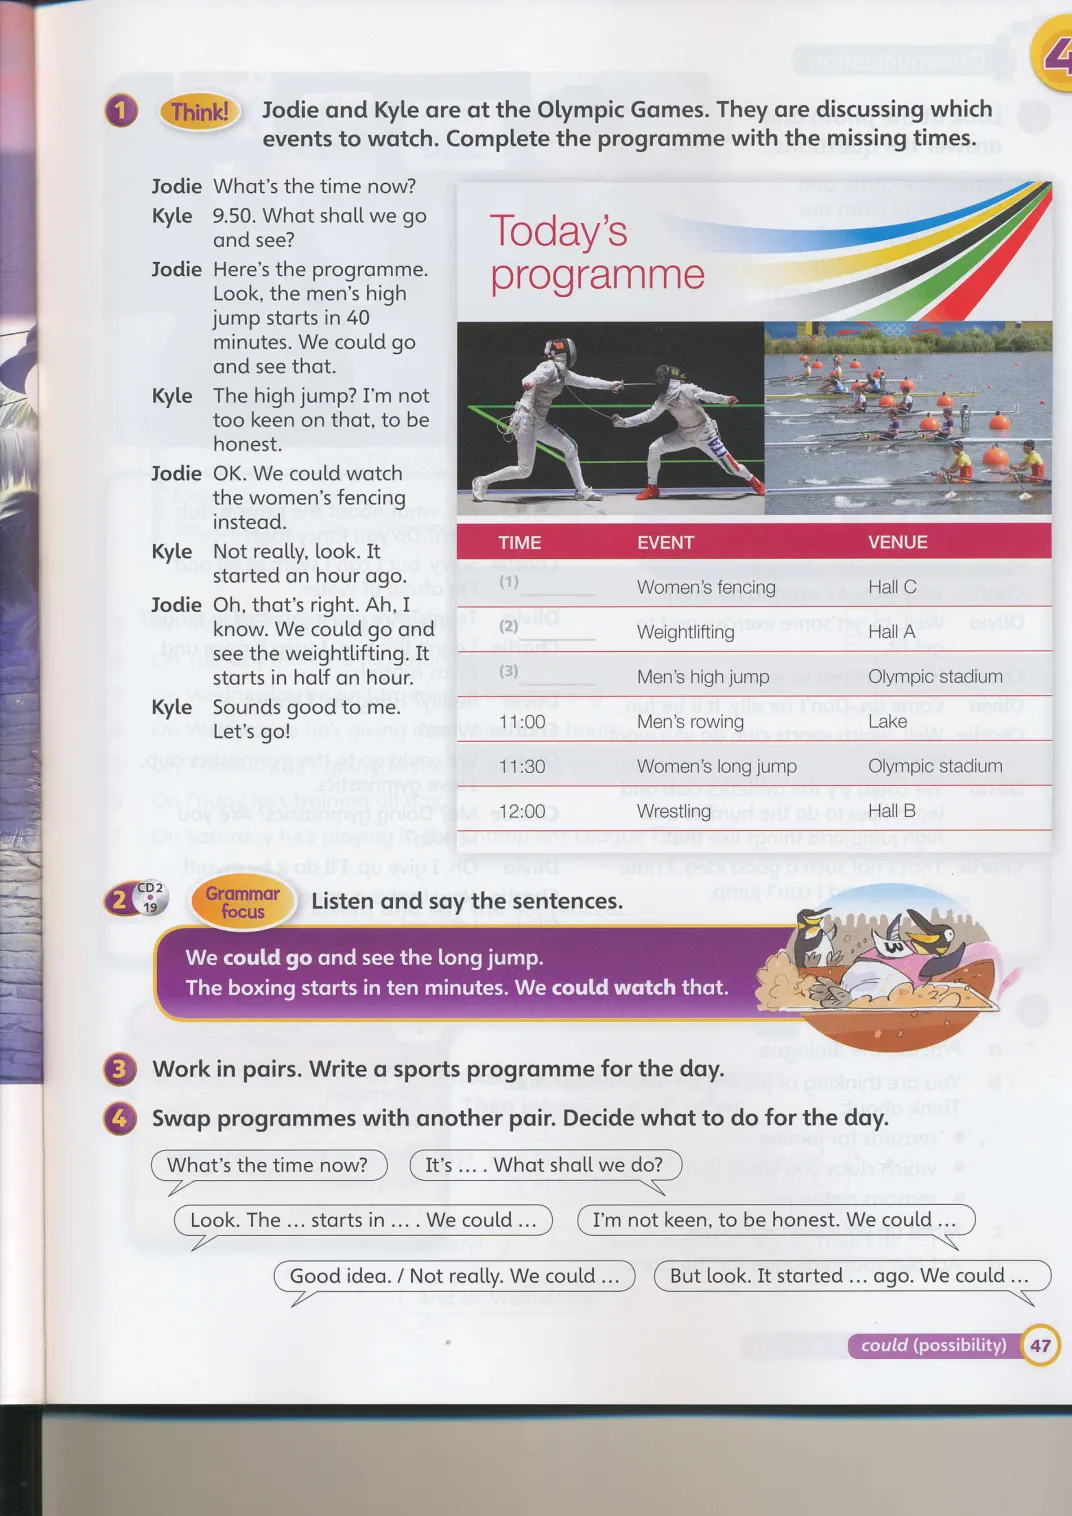 4
1 Think! Jodie and Kyle are at the Olympic Games. They are discussing which
events to watch. Complete the programme with the missing times.
Jodie What's the time now?
Kyle 9.50. What shall we go
and see?
Jodie Here's the programme.
Look, the men's high
jump starts in 40
minutes. We could go
and see that.
Kyle The high jump? I'm not
too keen on that, to be
honest.
Jodie OK. We could watch
the women's fencing
instead.
Kyle Not really, look. It
started an hour ago.
Jodie Oh, that's right. Ah, I
know. We could go and
see the weightlifting. It
starts in half an hour.
Kyle Sounds good to me.
Let's go!
Today's
programme
TIME EVENT VENUE
(1) ________ Women's fencing Hall C
(2) ________ Weightlifting Hall A
(3) ________ Men's high jump Olympic stadium
11:00 Men's rowing Lake
11:30 Women's long jump Olympic stadium
12:00 Wrestling Hall B
2 CD2 19 Grammar focus Listen and say the sentences.
We could go and see the long jump.
The boxing starts in ten minutes. We could watch that.
3 Work in pairs. Write a sports programme for the day.
4 Swap programmes with another pair. Decide what to do for the day.
What's the time now? It's ... . What shall we do?
Look. The ... starts in ... . We could ... I'm not keen, to be honest. We could ...
Good idea. / Not really. We could ... But look. It started ... ago. We could ...
could (possibility) 47